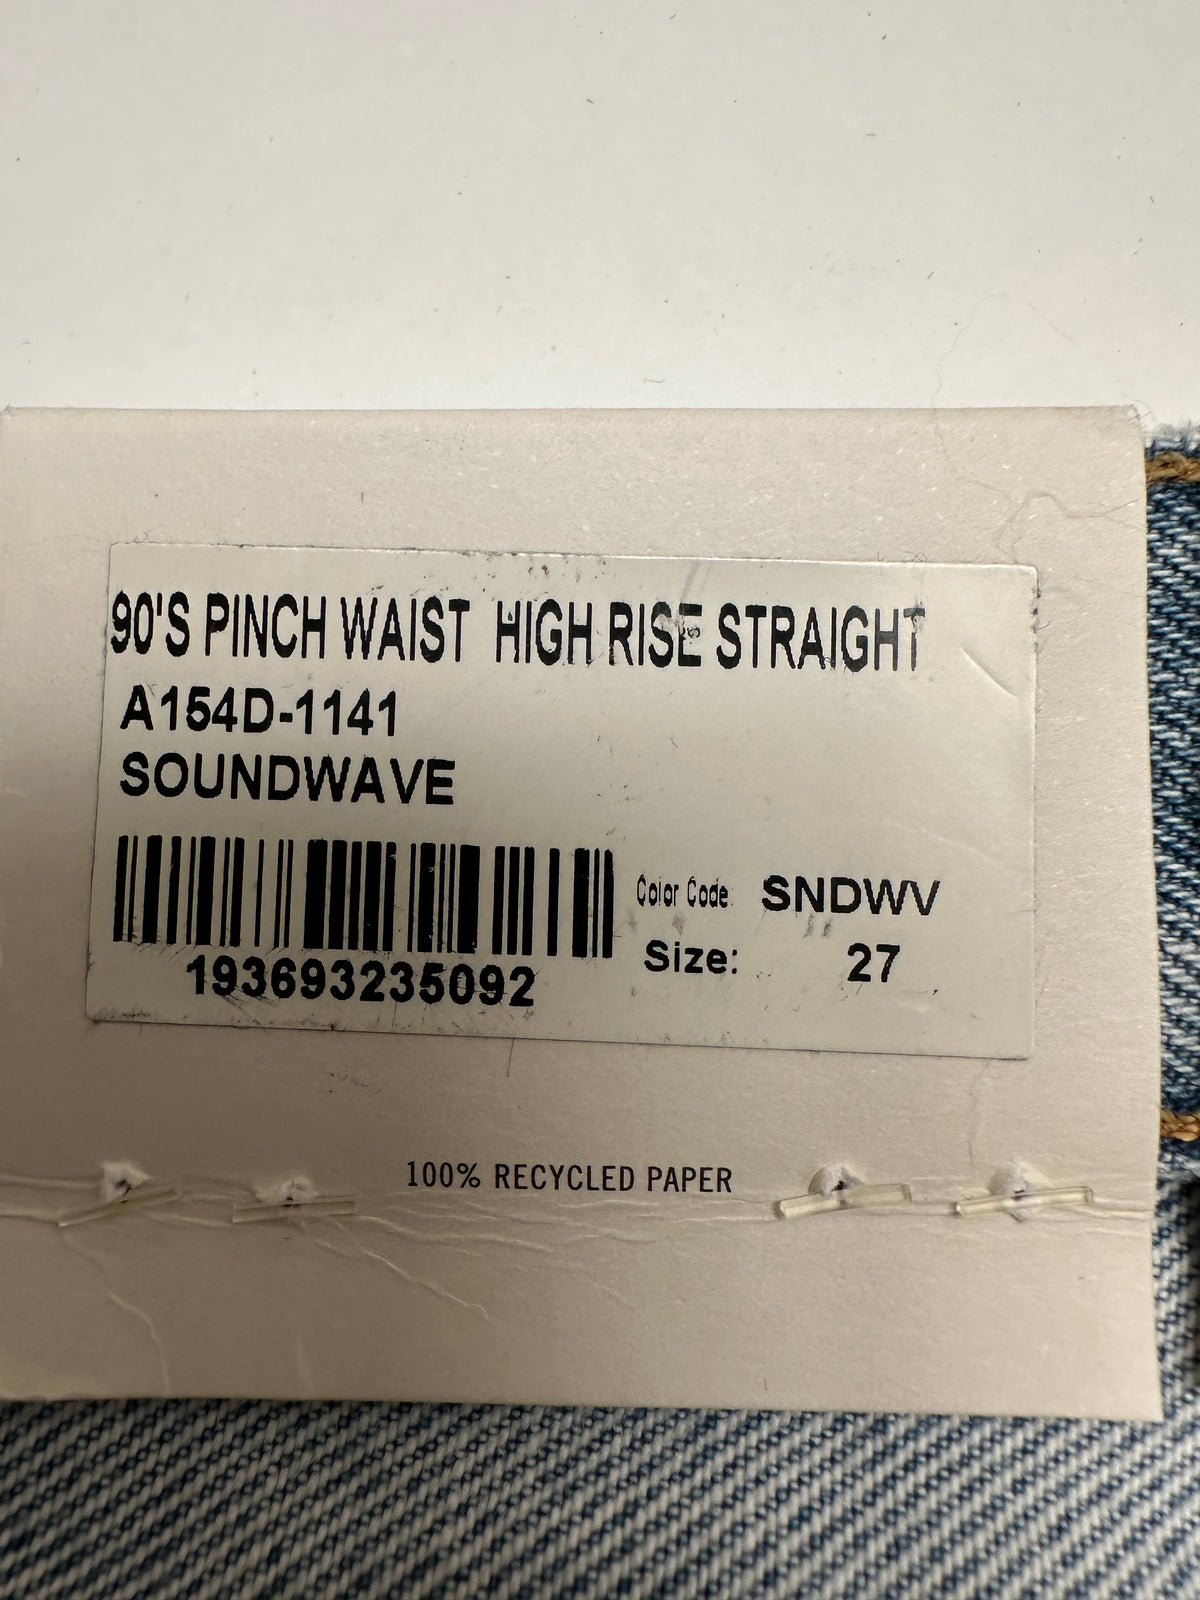 90'S PINCH WAIST HIGH RISE STRAIGHT
A154D-1141
SOUNDWAVE
Color Code: SNDWV
Size: 27
193693235092
100% RECYCLED PAPER